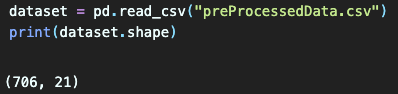 dataset = pd.read_csv("preProcessedData.csv")
print(dataset.shape)
(706, 21)